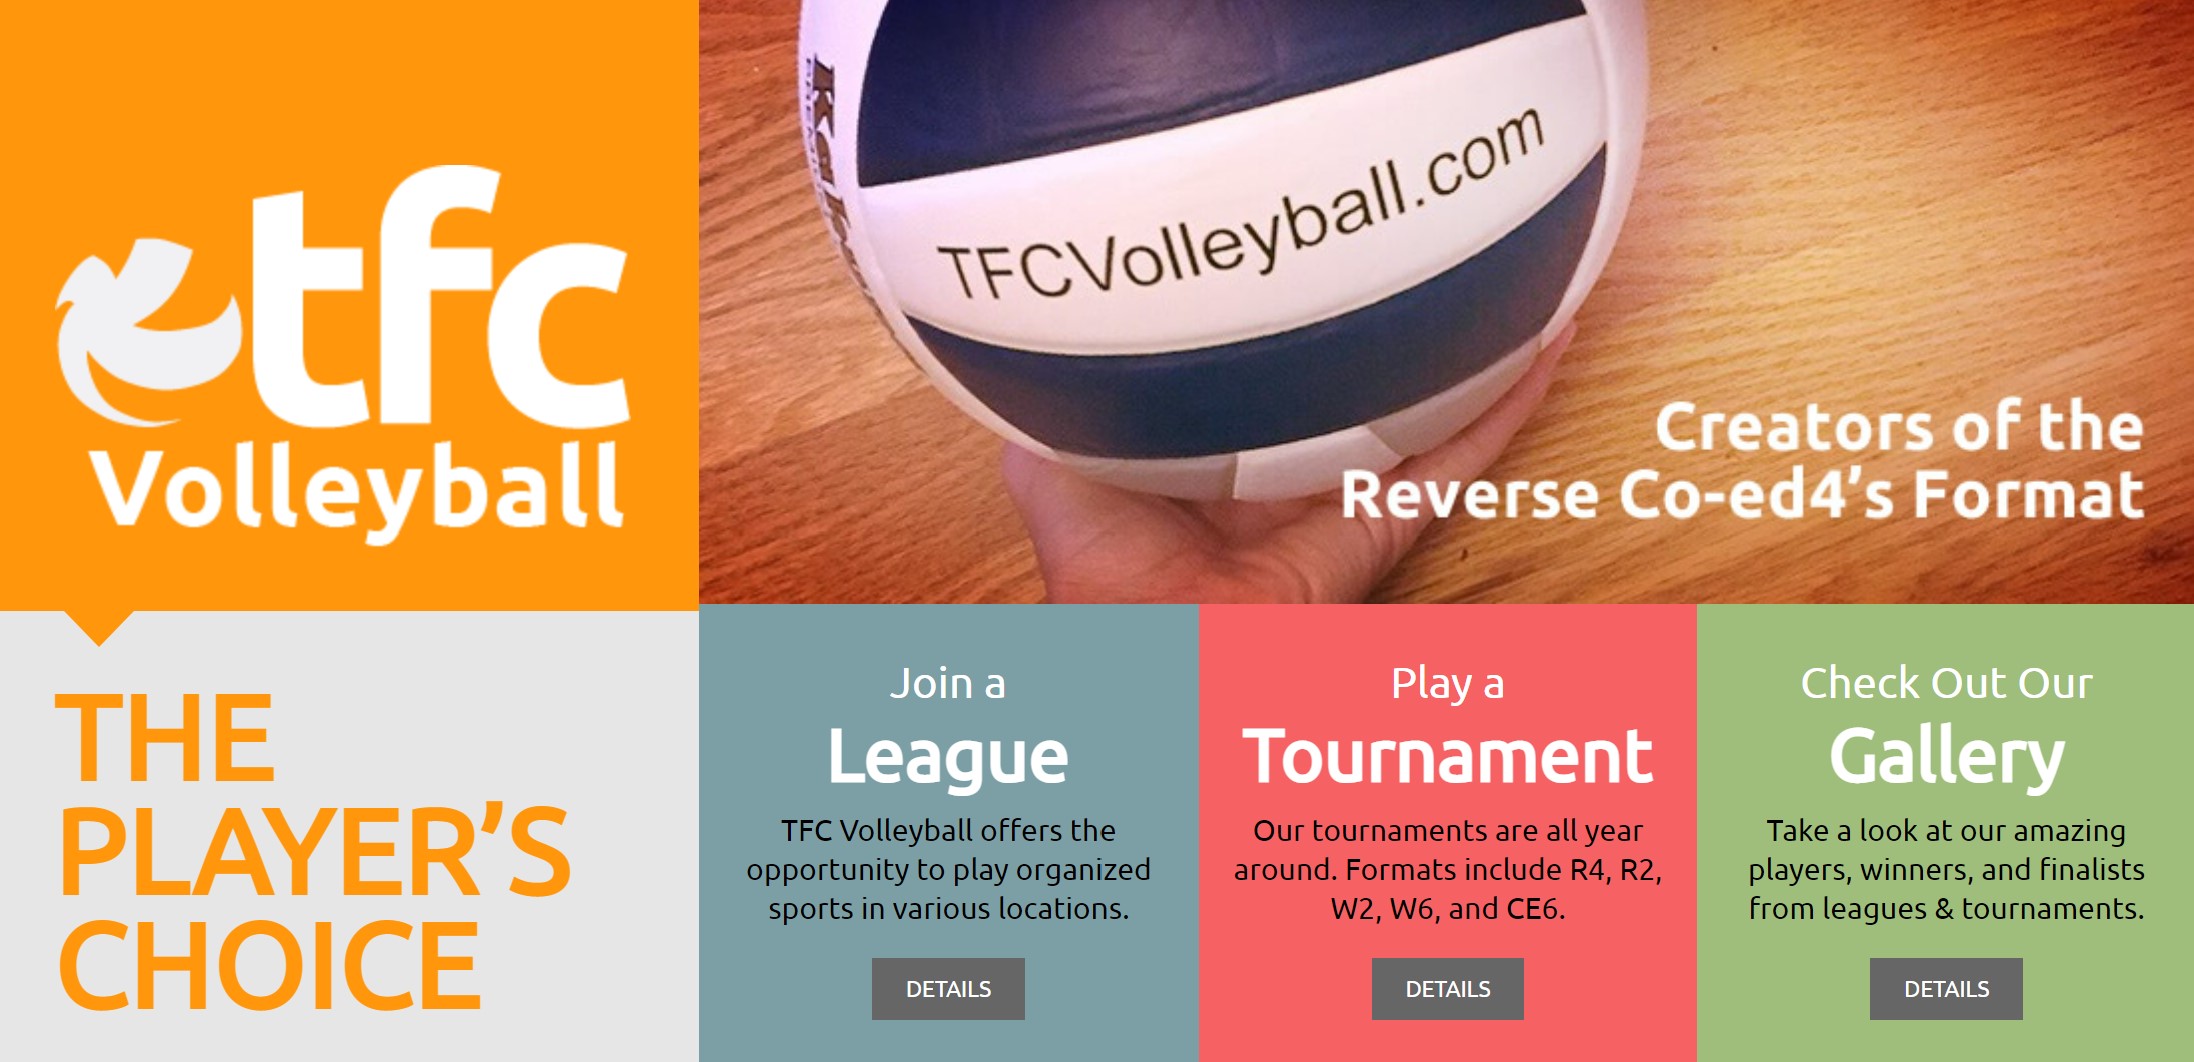 tfc
Volleyball
TFCVolleyball.com
Creators of the
Reverse Co-ed4's Format
THE
PLAYER'S
CHOICE
Join a
League
TFC Volleyball offers the
opportunity to play organized
sports in various locations.
DETAILS
Play a
Tournament
Our tournaments are all year
around. Formats include R4, R2,
W2, W6, and CE6.
DETAILS
Check Out Our
Gallery
Take a look at our amazing
players, winners, and finalists
from leagues & tournaments.
DETAILS